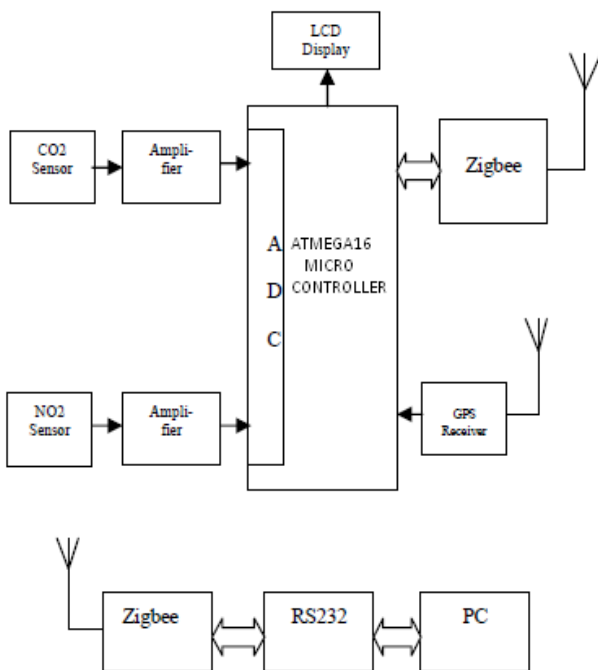 LCD
Display
CO2
Sensor
Ampli-
fier
Zigbee
A
D
C
ATMEGA16
MICRO
CONTROLLER
NO2
Sensor
Ampli-
fier
GPS
Receiver
Zigbee
RS232
PC